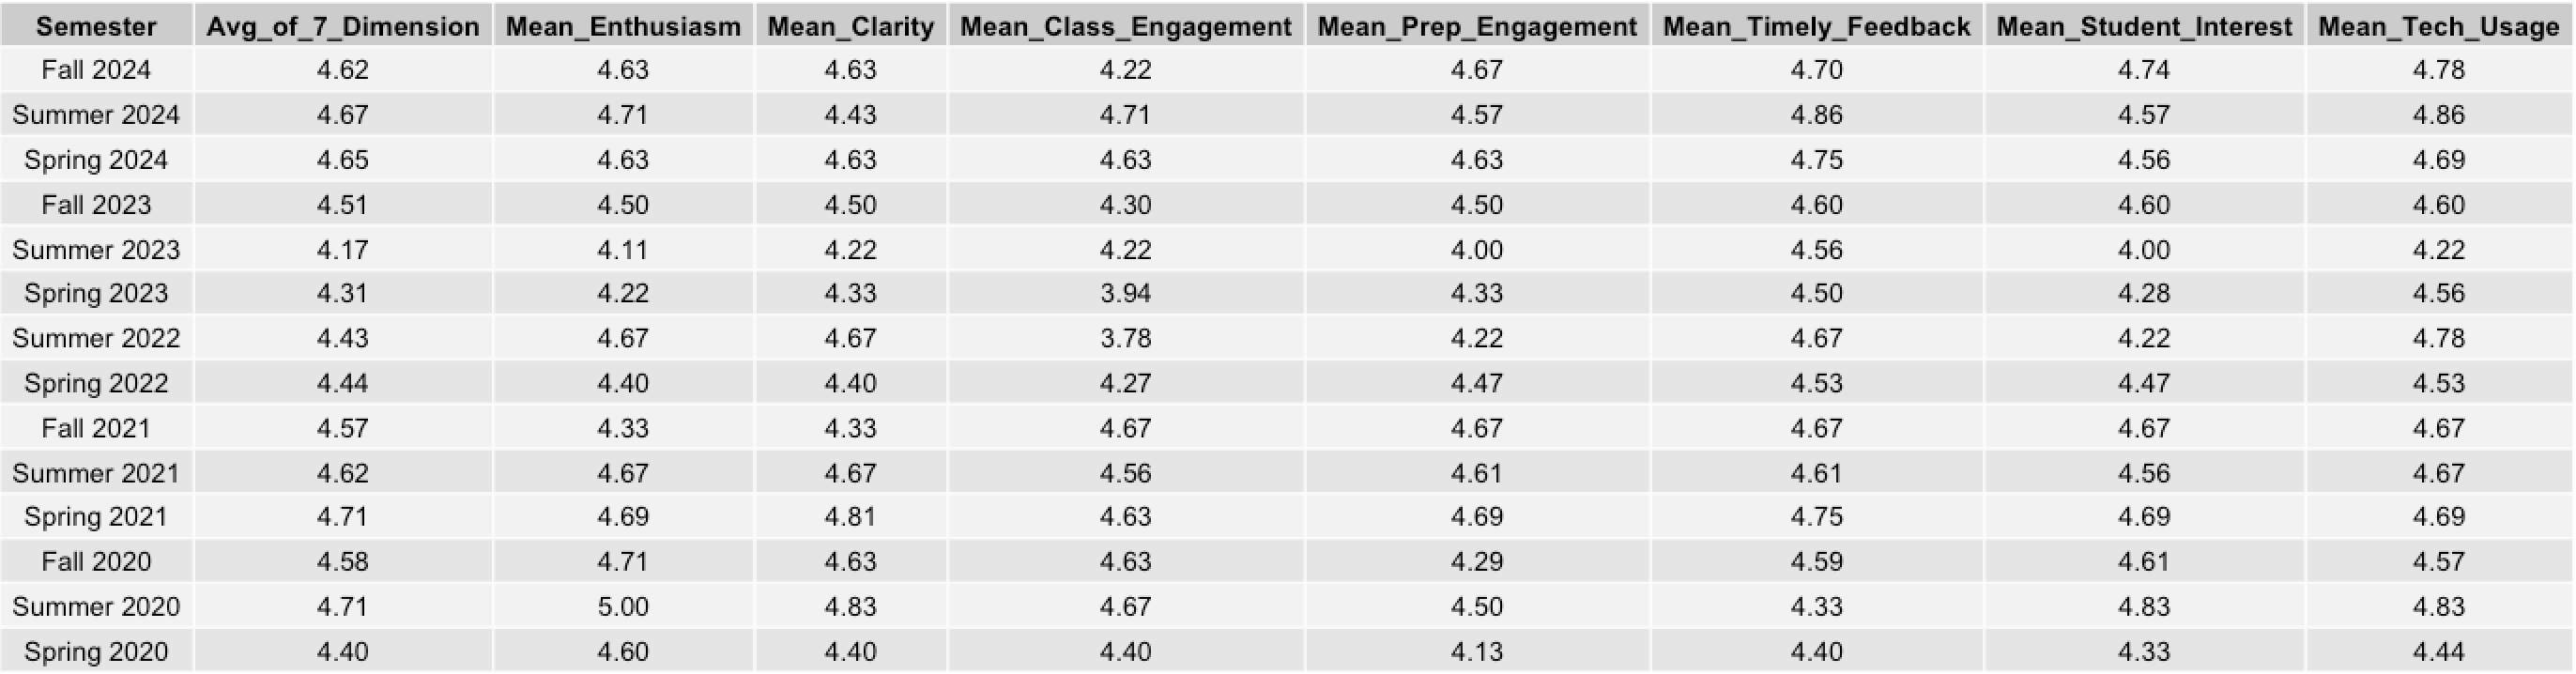 Semester Avg_of_7_Dimension Mean_Enthusiasm Mean_Clarity Mean_Class_Engagement Mean_Prep_Engagement Mean_Timely_Feedback Mean_Student_Interest Mean_Tech_Usage
Fall 2024 4.62 4.63 4.63 4.22 4.67 4.70 4.74 4.78
Summer 2024 4.67 4.71 4.43 4.71 4.57 4.86 4.57 4.86
Spring 2024 4.65 4.63 4.63 4.63 4.63 4.75 4.56 4.69
Fall 2023 4.51 4.50 4.50 4.30 4.50 4.60 4.60 4.60
Summer 2023 4.17 4.11 4.22 4.22 4.00 4.56 4.00 4.22
Spring 2023 4.31 4.22 4.33 3.94 4.33 4.50 4.28 4.56
Summer 2022 4.43 4.67 4.67 3.78 4.22 4.67 4.22 4.78
Spring 2022 4.44 4.40 4.40 4.27 4.47 4.53 4.47 4.53
Fall 2021 4.57 4.33 4.33 4.67 4.67 4.67 4.67 4.67
Summer 2021 4.62 4.67 4.67 4.56 4.61 4.61 4.56 4.67
Spring 2021 4.71 4.69 4.81 4.63 4.69 4.75 4.69 4.69
Fall 2020 4.58 4.71 4.63 4.63 4.29 4.59 4.61 4.57
Summer 2020 4.71 5.00 4.83 4.67 4.50 4.33 4.83 4.83
Spring 2020 4.40 4.60 4.40 4.40 4.13 4.40 4.33 4.44